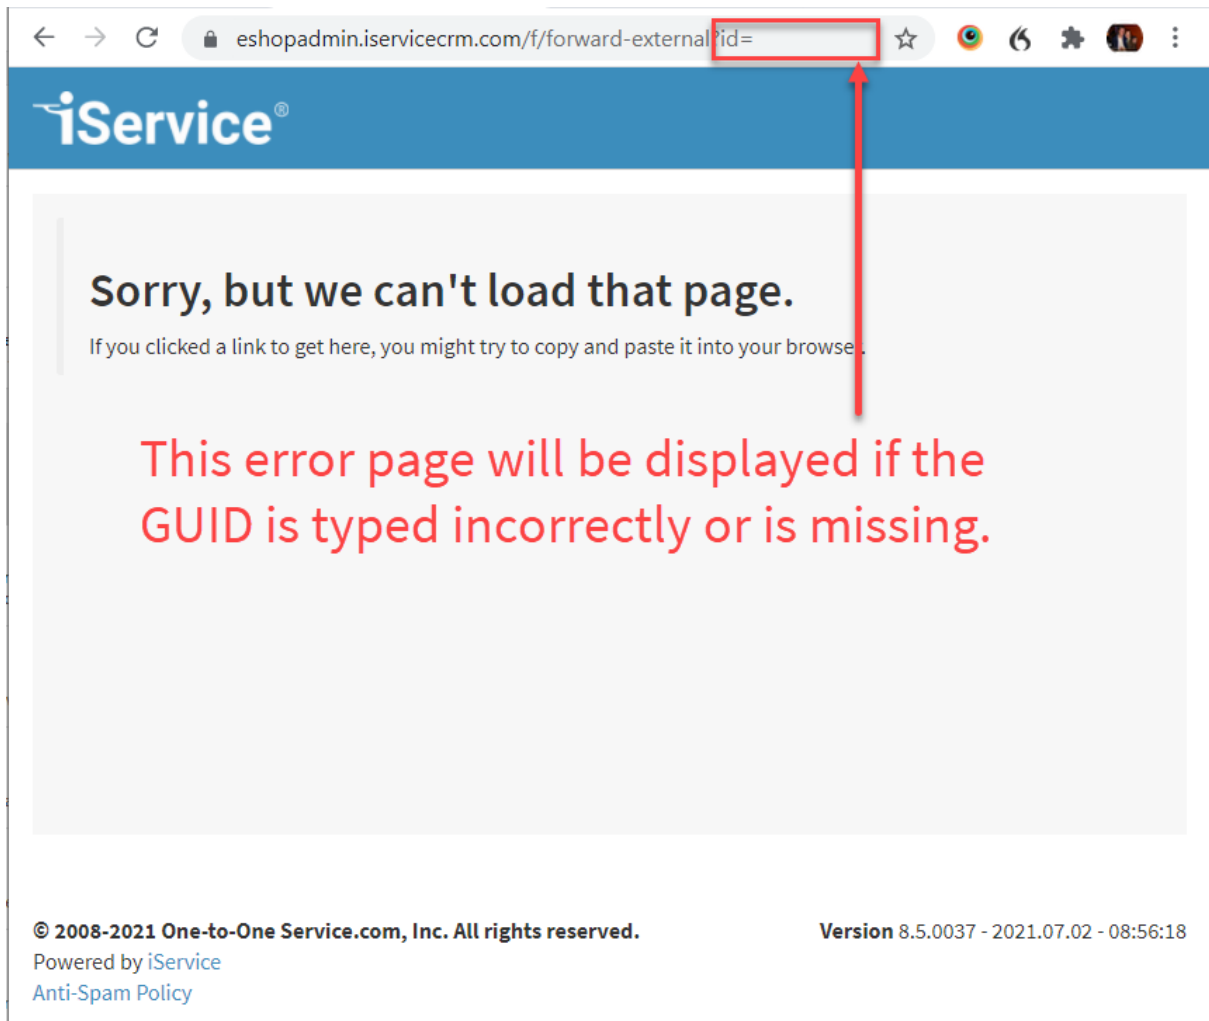 eshopadmin.iservicecrm.com/f/forward-external?id=
iService®
Sorry, but we can't load that page.
If you clicked a link to get here, you might try to copy and paste it into your browser.
This error page will be displayed if the
GUID is typed incorrectly or is missing.
© 2008-2021 One-to-One Service.com, Inc. All rights reserved.
Version 8.5.0037 - 2021.07.02 - 08:56:18
Powered by iService
Anti-Spam Policy